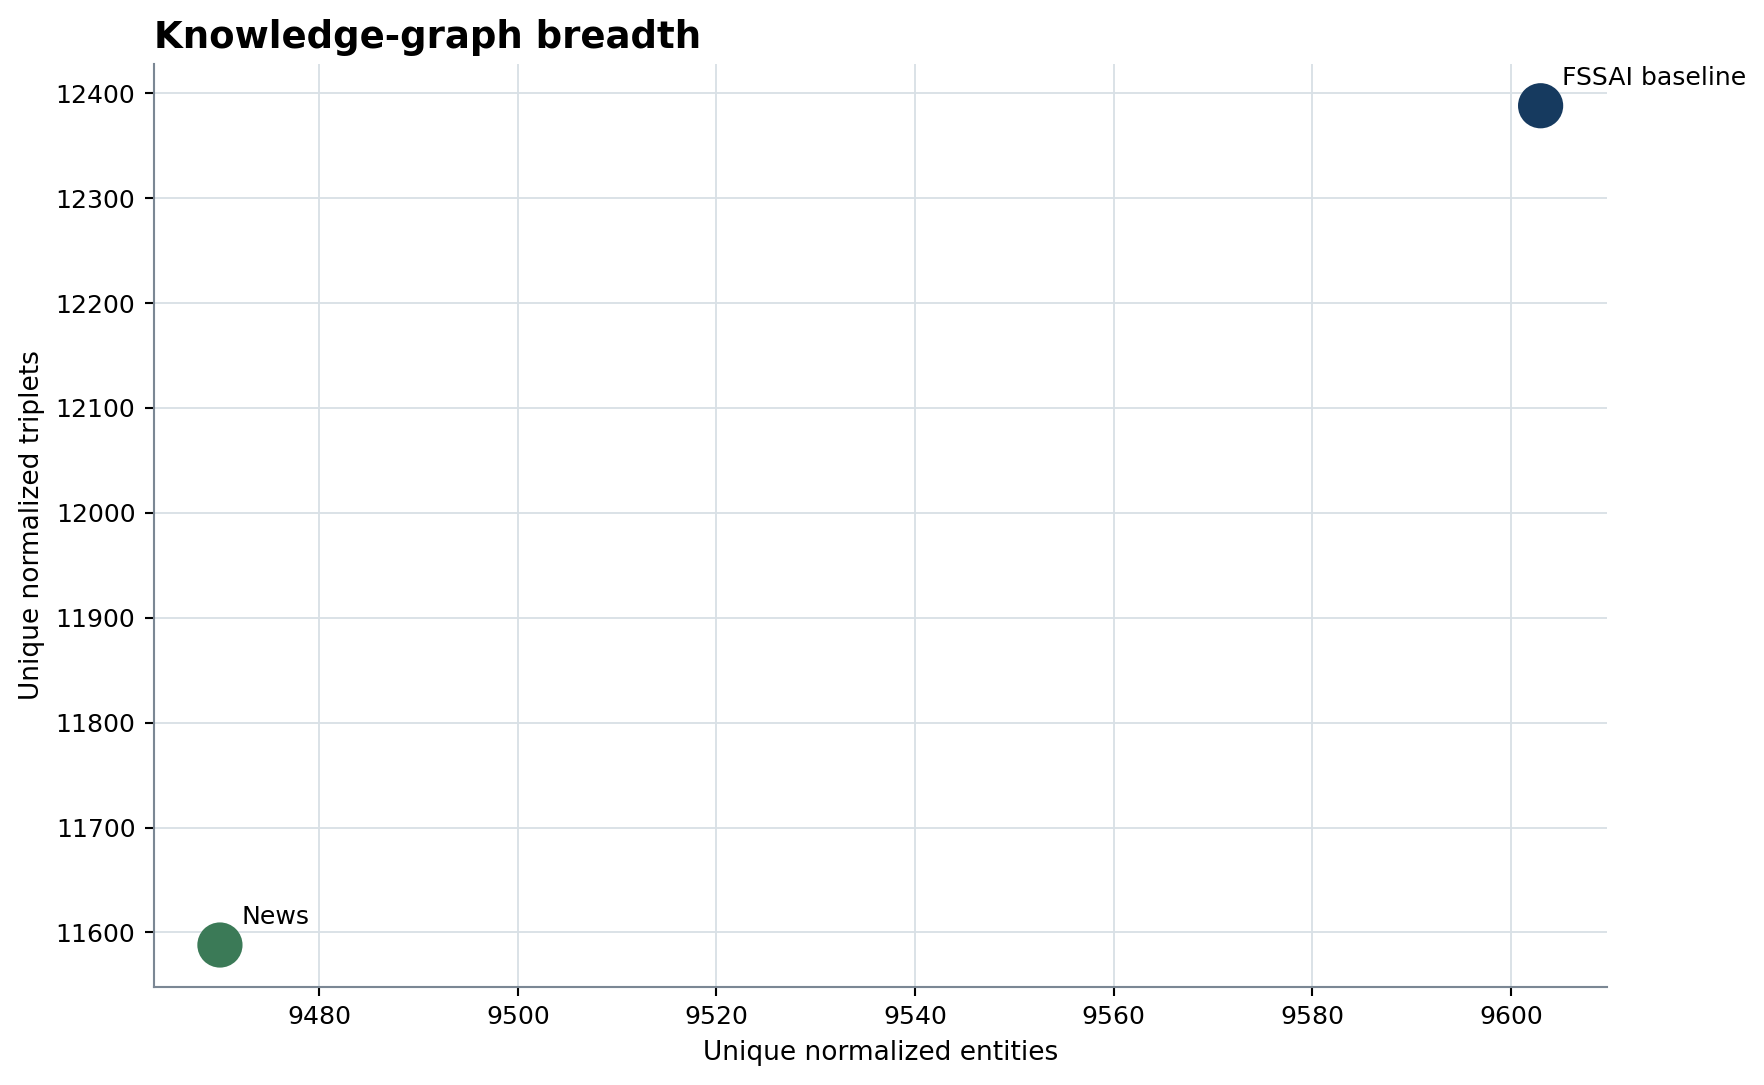 Knowledge-graph breadth
FSSAI baseline
News
Unique normalized triplets
12400
12300
12200
12100
12000
11900
11800
11700
11600
9480 9500 9520 9540 9560 9580 9600
Unique normalized entities